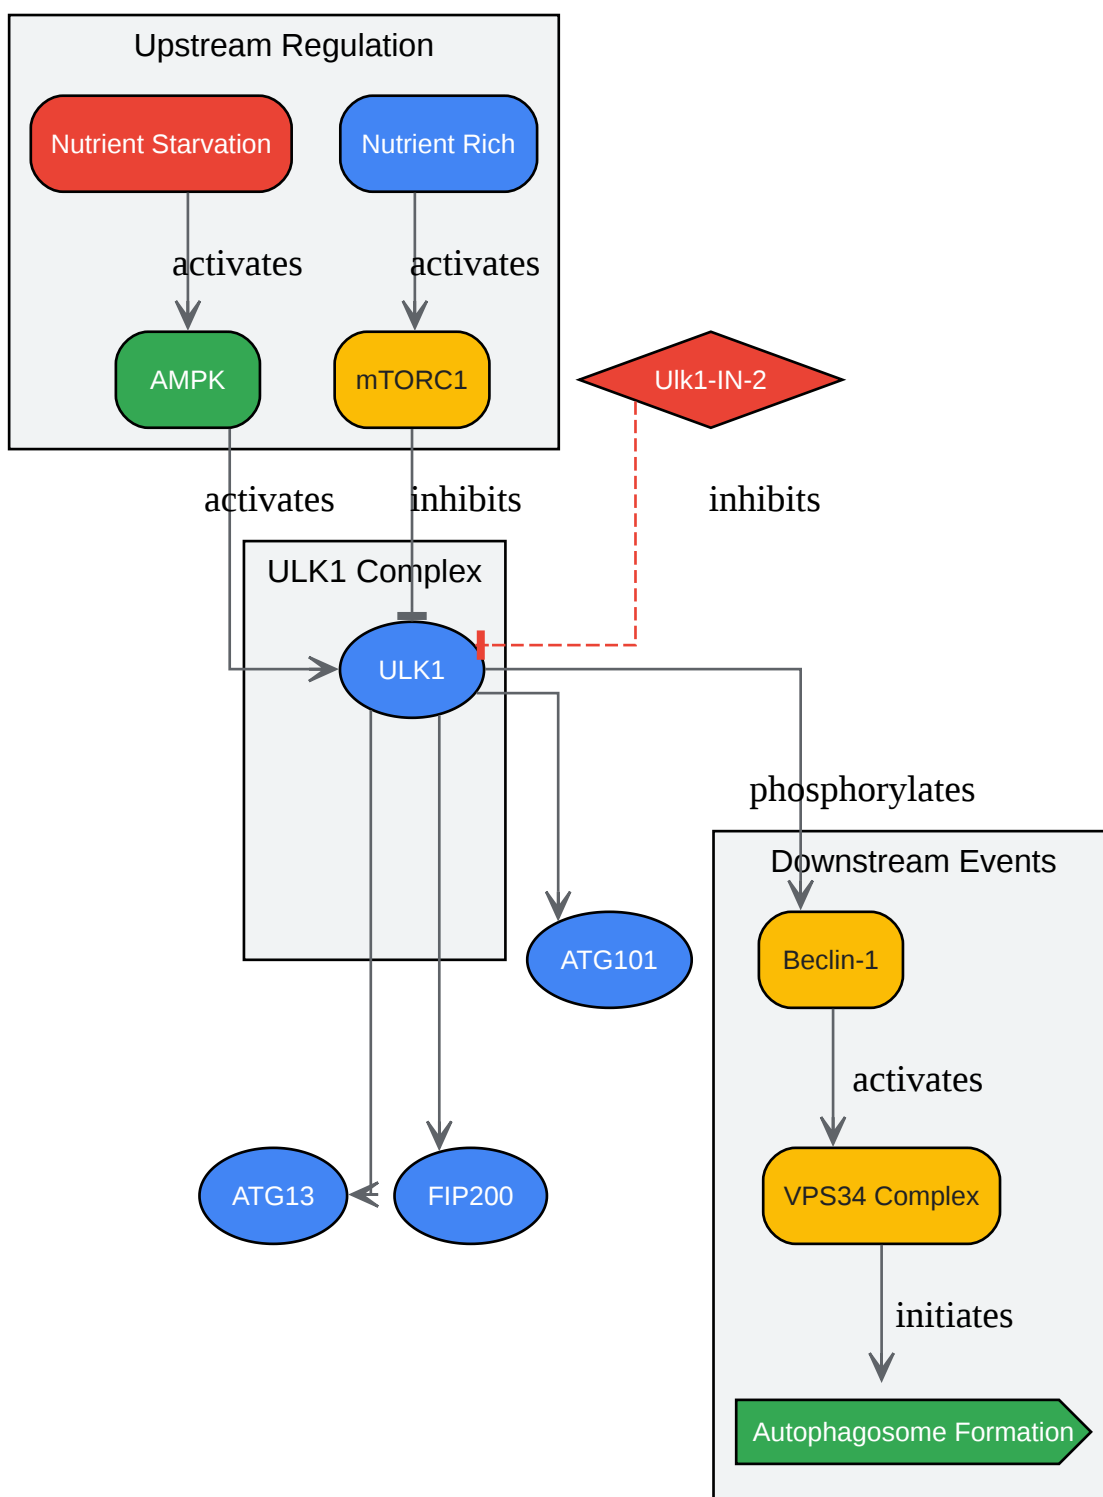 Upstream Regulation
Nutrient Starvation
Nutrient Rich
activates
activates
AMPK
mTORC1
Ulk1-IN-2
activates
inhibits
inhibits
ULK1 Complex
ULK1
phosphorylates
Downstream Events
ATG101
Beclin-1
activates
ATG13
FIP200
VPS34 Complex
initiates
Autophagosome Formation